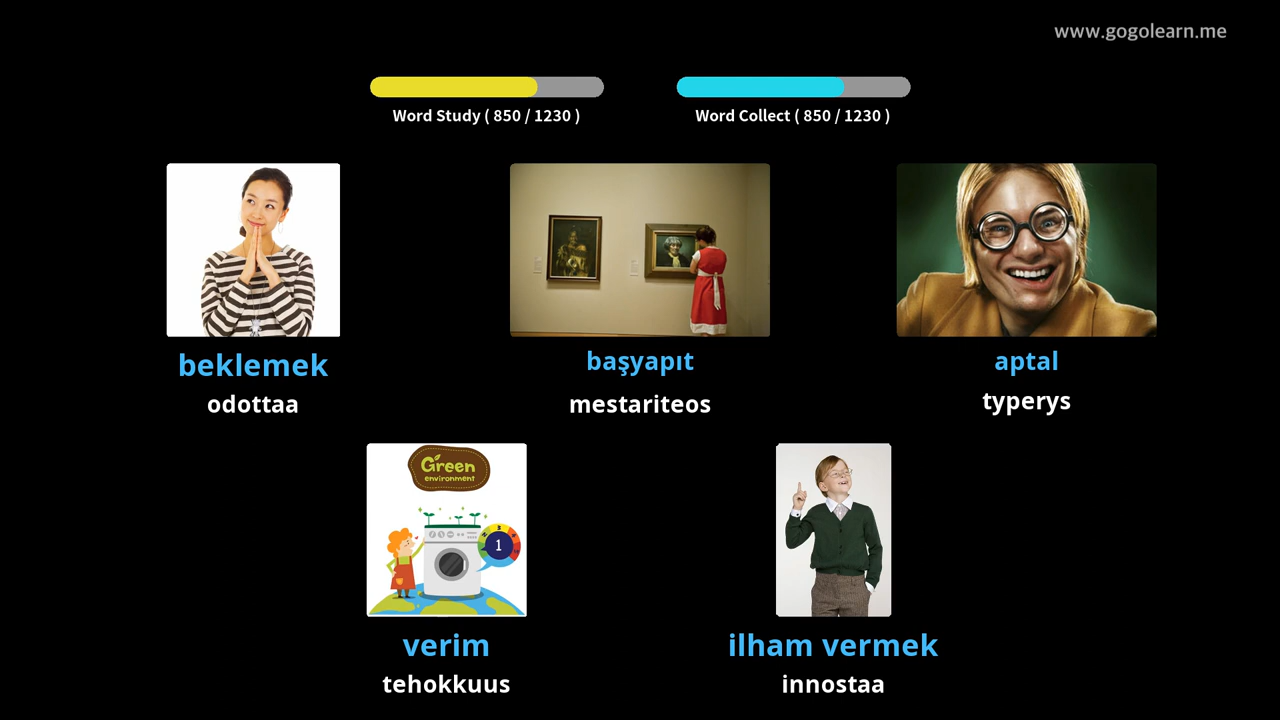 www.gogolearn.me
Word Study ( 850 / 1230 )
Word Collect ( 850 / 1230 )
beklemek
odottaa
başyapıt
mestariteos
aptal
typerys
Green
environment
1
verim
tehokkuus
ilham vermek
innostaa